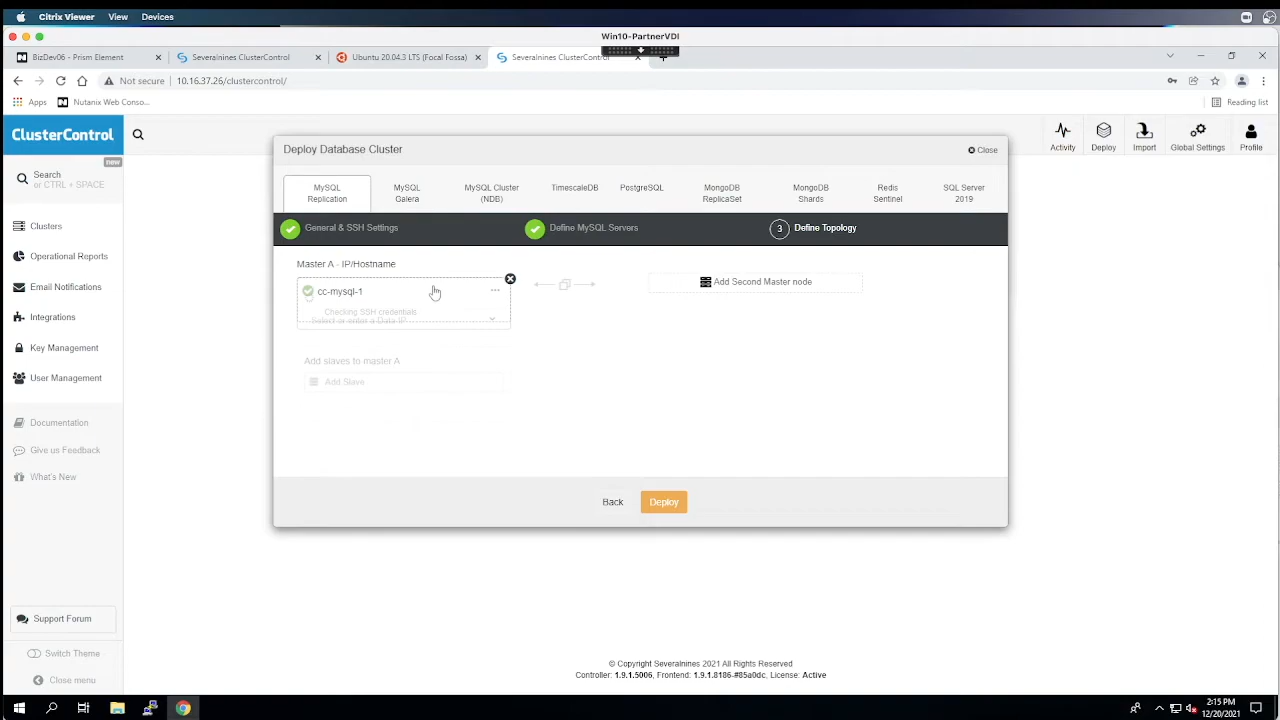 Citrix Viewer View Devices
Win10-PartnerVDI
BizDev06 - Prism Element
Severalnines ClusterControl
Ubuntu 20.04.3 LTS (Focal Fossa)
Severalnines ClusterControl
Not secure 10.16.37.26/clustercontrol/
Apps Nutanix Web Conso...
Reading list
ClusterControl
Activity
Deploy
Import
Global Settings
Profile
new
Search
or CTRL + SPACE
Clusters
Operational Reports
Email Notifications
Integrations
Key Management
User Management
Documentation
Give us Feedback
What's New
Support Forum
Switch Theme
Close menu
Deploy Database Cluster
Close
MySQL
Replication
MySQL
Galera
MySQL Cluster
(NDB)
TimescaleDB
PostgreSQL
MongoDB
ReplicaSet
MongoDB
Shards
Redis
Sentinel
SQL Server
2019
General & SSH Settings
Define MySQL Servers
3 Define Topology
Master A - IP/Hostname
cc-mysql-1
Checking SSH credentials
Select or enter a Data IP
Add Second Master node
Add slaves to master A
Add Slave
Back
Deploy
© Copyright Severalnines 2021 All Rights Reserved
Controller: 1.9.1.5006, Frontend: 1.9.1.8186-#85a0dc, License: Active
2:15 PM
12/20/2021